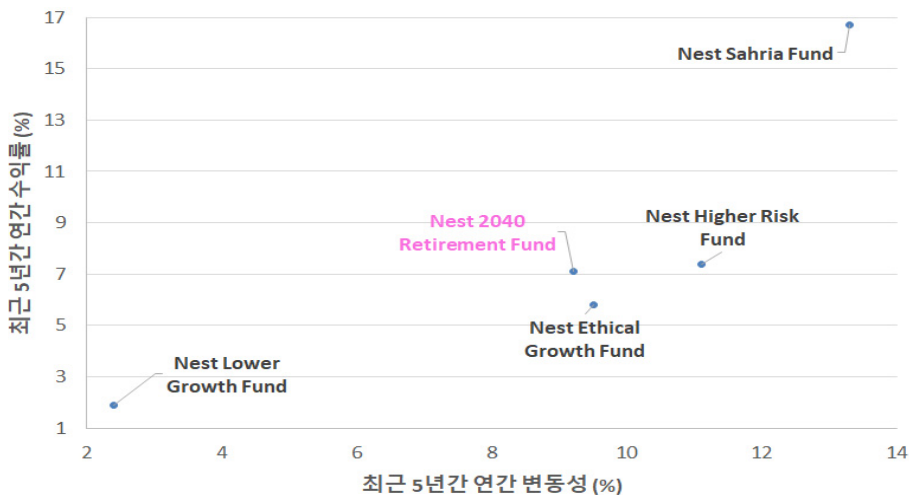 17
15
13
11
9
7
5
3
1
최근 5년간 연간 수익률 (%)
Nest Sahria Fund
Nest 2040
Retirement Fund
Nest Higher Risk
Fund
Nest Ethical
Growth Fund
Nest Lower
Growth Fund
2 4 6 8 10 12 14
최근 5년간 연간 변동성 (%)